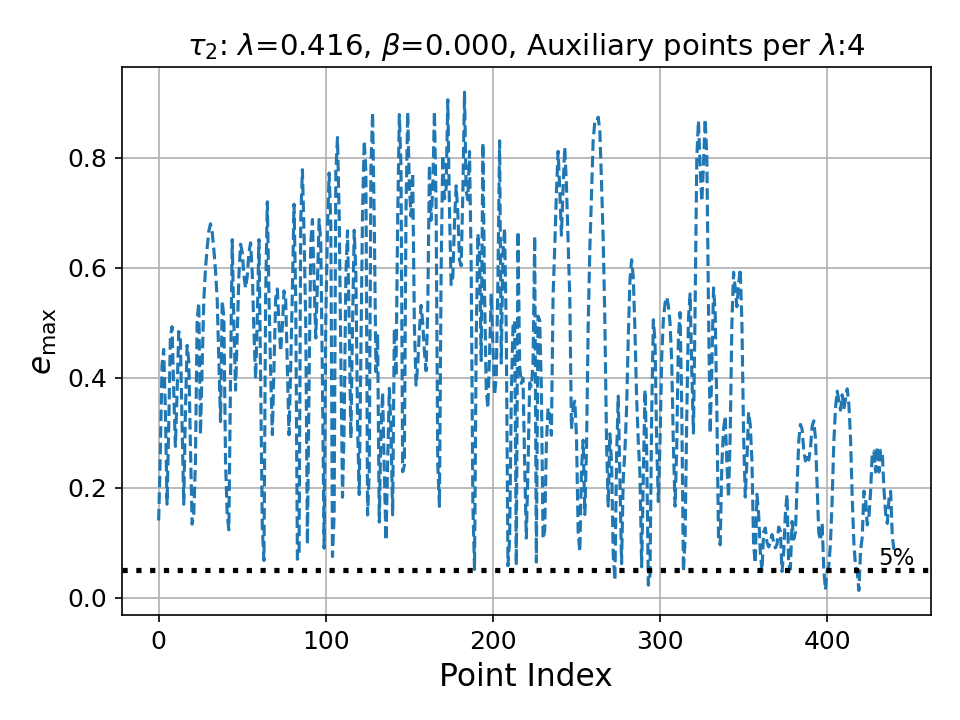 τ₂: λ=0.416, β=0.000, Auxiliary points per λ:4
e_max
0.8
0.6
0.4
0.2
0.0
5%
0 100 200 300 400
Point Index